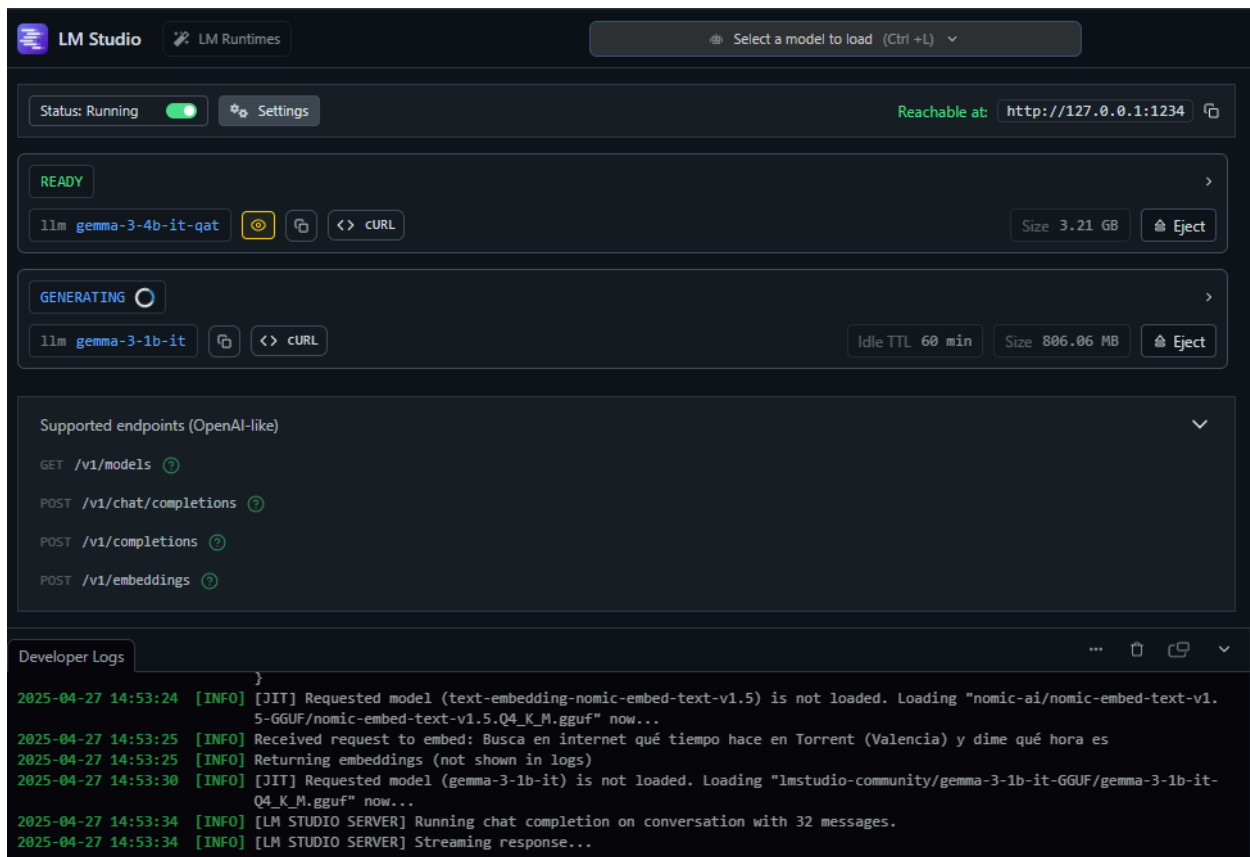 LM Studio LM Runtimes Select a model to load (Ctrl +L)
Status: Running Settings Reachable at: http://127.0.0.1:1234
READY
llm gemma-3-4b-it-qat cURL Size 3.21 GB Eject
GENERATING
llm gemma-3-1b-it cURL Idle TTL 60 min Size 806.06 MB Eject
Supported endpoints (OpenAI-like)
GET /v1/models ?
POST /v1/chat/completions ?
POST /v1/completions ?
POST /v1/embeddings ?
Developer Logs
}
2025-04-27 14:53:24 [INFO] [JIT] Requested model (text-embedding-nomic-embed-text-v1.5) is not loaded. Loading "nomic-ai/nomic-embed-text-v1.
5-GGUF/nomic-embed-text-v1.5.Q4_K_M.gguf" now...
2025-04-27 14:53:25 [INFO] Received request to embed: Busca en internet qué tiempo hace en Torrent (Valencia) y dime qué hora es
2025-04-27 14:53:25 [INFO] Returning embeddings (not shown in logs)
2025-04-27 14:53:30 [INFO] [JIT] Requested model (gemma-3-1b-it) is not loaded. Loading "lmstudio-community/gemma-3-1b-it-GGUF/gemma-3-1b-it-
Q4_K_M.gguf" now...
2025-04-27 14:53:34 [INFO] [LM STUDIO SERVER] Running chat completion on conversation with 32 messages.
2025-04-27 14:53:34 [INFO] [LM STUDIO SERVER] Streaming response...